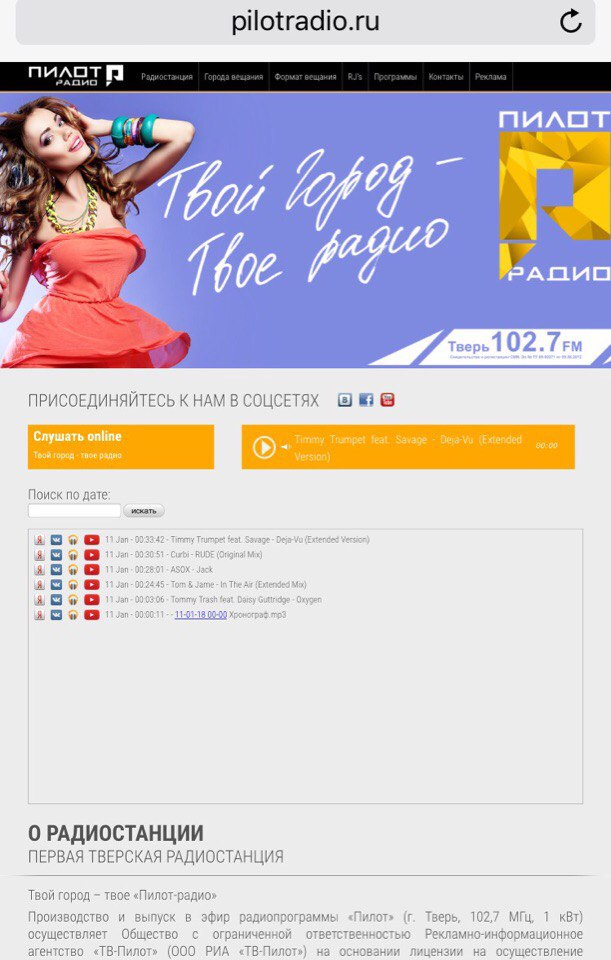 pilotradio.ru
ПИЛОТ
РАДИО
Радиостанция
Города вещания
Формат вещания
RJ's
Программы
Контакты
Реклама
Твой город -
Твое радио
ПИЛОТ
РАДИО
Тверь 102.7 FM
ПРИСОЕДИНЯЙТЕСЬ К НАМ В СОЦСЕТЯХ
Слушать online
Твой город - твое радио
Timmy Trumpet feat. Savage - Deja-Vu (Extended
Version)
00:00
Поиск по дате:
искать
11 Jan - 00:33:42 - Timmy Trumpet feat. Savage - Deja-Vu (Extended Version)
11 Jan - 00:30:51 - Curbi - RUDE (Original Mix)
11 Jan - 00:28:01 - ASOX - Jack
11 Jan - 00:24:45 - Tom & Jame - In The Air (Extended Mix)
11 Jan - 00:03:06 - Tommy Trash feat. Daisy Guttridge - Oxygen
11 Jan - 00:00:11 - - 11-01-18 00-00 Хронограф.mp3
О РАДИОСТАНЦИИ
ПЕРВАЯ ТВЕРСКАЯ РАДИОСТАНЦИЯ
Твой город – твое «Пилот-радио»
Производство и выпуск в эфир радиопрограммы «Пилот» (г. Тверь, 102,7 МГц, 1 кВт)
осуществляет Общество с ограниченной ответственностью Рекламно-информационное
агентство «ТВ-Пилот» (ООО РИА «ТВ-Пилот») на основании лицензии на осуществление